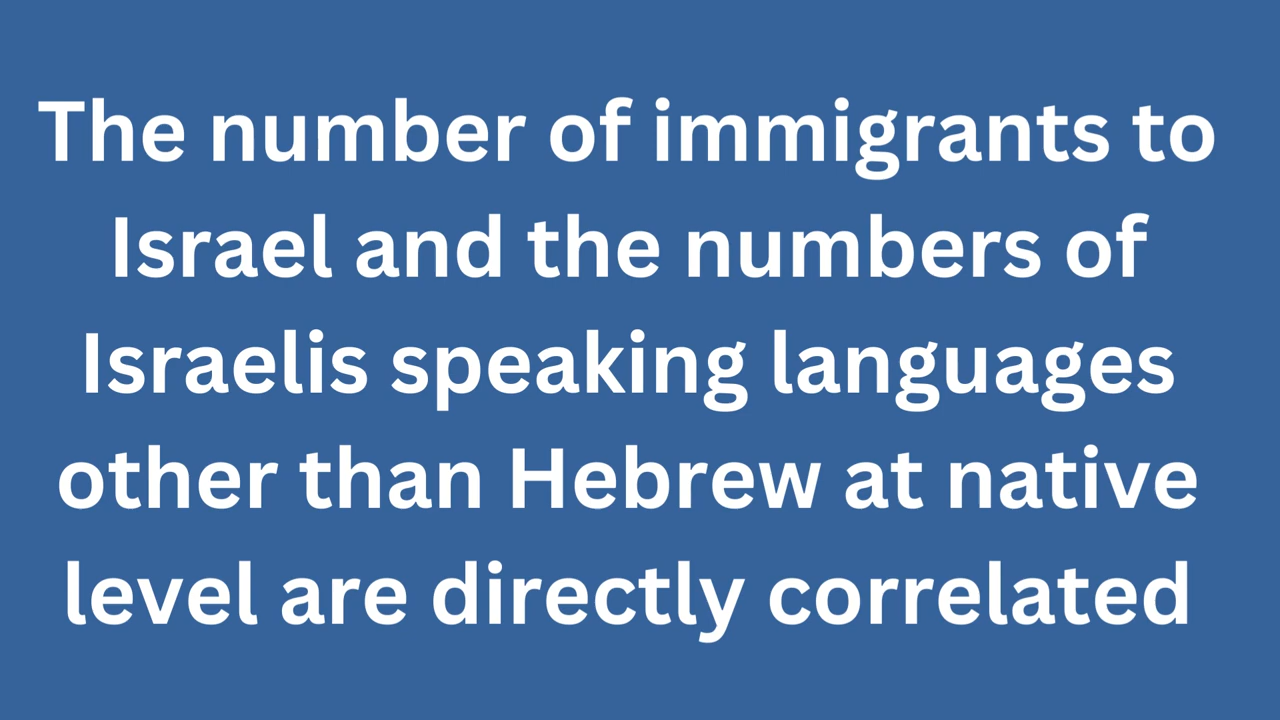 The number of immigrants to
Israel and the numbers of
Israelis speaking languages
other than Hebrew at native
level are directly correlated